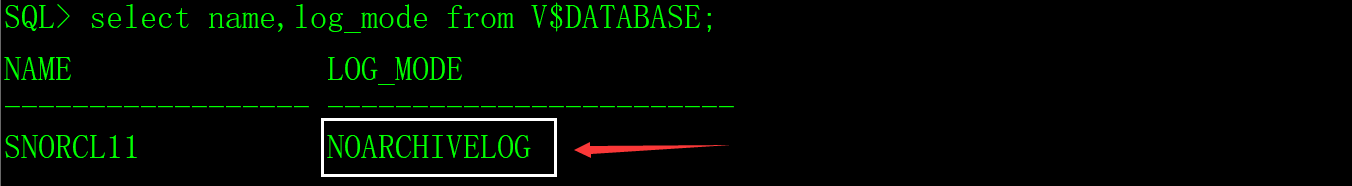 SQL> select name,log_mode from V$DATABASE;
NAME LOG_MODE
------------------ ------------------------
SNORCL11 NOARCHIVELOG